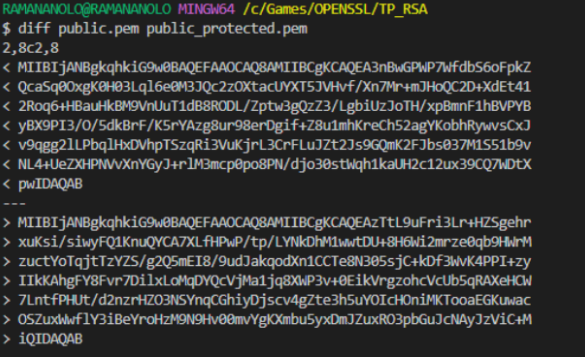 RAMANANOLO@RAMANANOLO MINGW64 /c/Games/OPENSSL/TP_RSA
$ diff public.pem public_protected.pem
2,8c2,8
< MIIBIjANBgkqhkiG9w0BAQEFAAOCAQ8AMIIBCgKCAQEA3nBwGPWP7WfdbS6oFpkZ
< QcaSq0OxgK0H03Lql6e0M3JQc2zOXtacUYXT5JVHvf/Xn7Mr+mJHoQC2D+XdEt41
< 2Roq6+HBauHkBM9VnUuT1dB8RODL/Zptw3gQzZ3/LgbiUzJoTH/xpBmnF1hBVPYB
< yBX9PI3/O/5dkBrF/K5rYAzg8ur98erDgif+Z8u1mhKreCh52agYKobhRywvsCxJ
< v9qgg2lLPbqlHxDVhpTSzqRi3VuKjrL3CrFLuJZt2Js9GQmK2FJbs037M1S51b9v
< NL4+UeZXHPNVvXnYGyJ+rlM3mcp0po8PN/djo30stWqh1kaUH2c12ux39CQ7WDtX
< pwIDAQAB
---
> MIIBIjANBgkqhkiG9w0BAQEFAAOCAQ8AMIIBCgKCAQEAzTtL9uFri3Lr+HZSgehr
> xuKsi/siwyFQ1KnuQYCA7XLfHPwP/tp/LYNkDhM1wwtDU+8H6Wi2mrze0qb9HWrM
> zuctYoTqjtTzYZS/g2Q5mEI8/9udJakqodXn1CCTe8N305sjC+kDf3WvK4PPI+zy
> IIkKAhgFY8Fvr7DilxLoMqDYQcVjMa1jq8XWP3v+0EikVrgzohcVcUb5qRAXeHCW
> 7LntfPHUt/d2nzrHZO3NSYNqCGhiyDjscv4gZte3h5uYOIcHOniMKTooaEGKuwac
> OSZuxWwflY3iBeYroHzM9N9Hv00mvYgKXmbu5yxDmJZuxRO3pbGuJcNAyJzViC+M
> iQIDAQAB